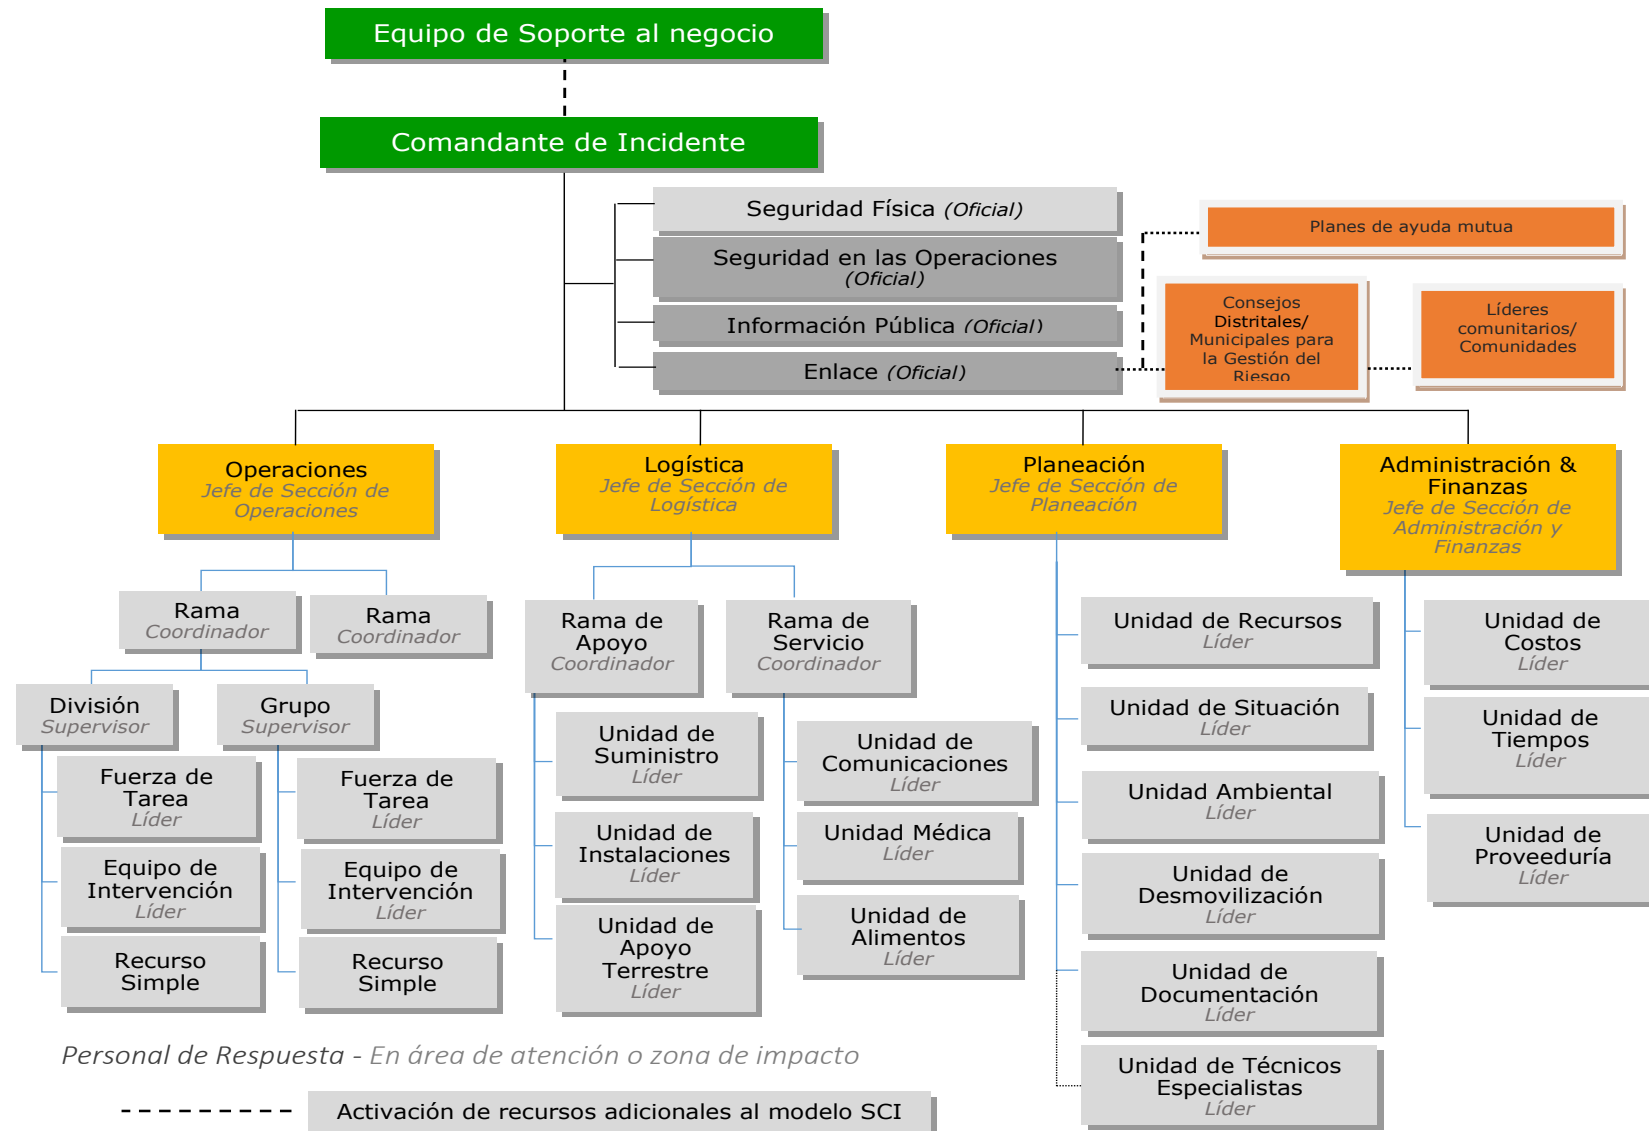 Equipo de Soporte al negocio
Comandante de Incidente
Seguridad Física (Oficial)
Seguridad en las Operaciones
(Oficial)
Información Pública (Oficial)
Enlace (Oficial)
Planes de ayuda mutua
Consejos
Distritales/
Municipales para
la Gestión del
Riesgo
Líderes
comunitarios/
Comunidades
Operaciones
Jefe de Sección de
Operaciones
Logística
Jefe de Sección de
Logística
Planeación
Jefe de Sección de
Planeación
Administración &
Finanzas
Jefe de Sección de
Administración y
Finanzas
Rama
Coordinador
Rama
Coordinador
División
Supervisor
Grupo
Supervisor
Fuerza de
Tarea
Líder
Equipo de
Intervención
Líder
Recurso
Simple
Fuerza de
Tarea
Líder
Equipo de
Intervención
Líder
Recurso
Simple
Rama de
Apoyo
Coordinador
Rama de
Servicio
Coordinador
Unidad de
Suministro
Líder
Unidad de
Instalaciones
Líder
Unidad de
Apoyo
Terrestre
Líder
Unidad de
Comunicaciones
Líder
Unidad Médica
Líder
Unidad de
Alimentos
Líder
Unidad de Recursos
Líder
Unidad de Situación
Líder
Unidad Ambiental
Líder
Unidad de
Desmovilización
Líder
Unidad de
Documentación
Líder
Unidad de Técnicos
Especialistas
Líder
Unidad de
Costos
Líder
Unidad de
Tiempos
Líder
Unidad de
Proveeduría
Líder
Personal de Respuesta - En área de atención o zona de impacto
Activación de recursos adicionales al modelo SCI